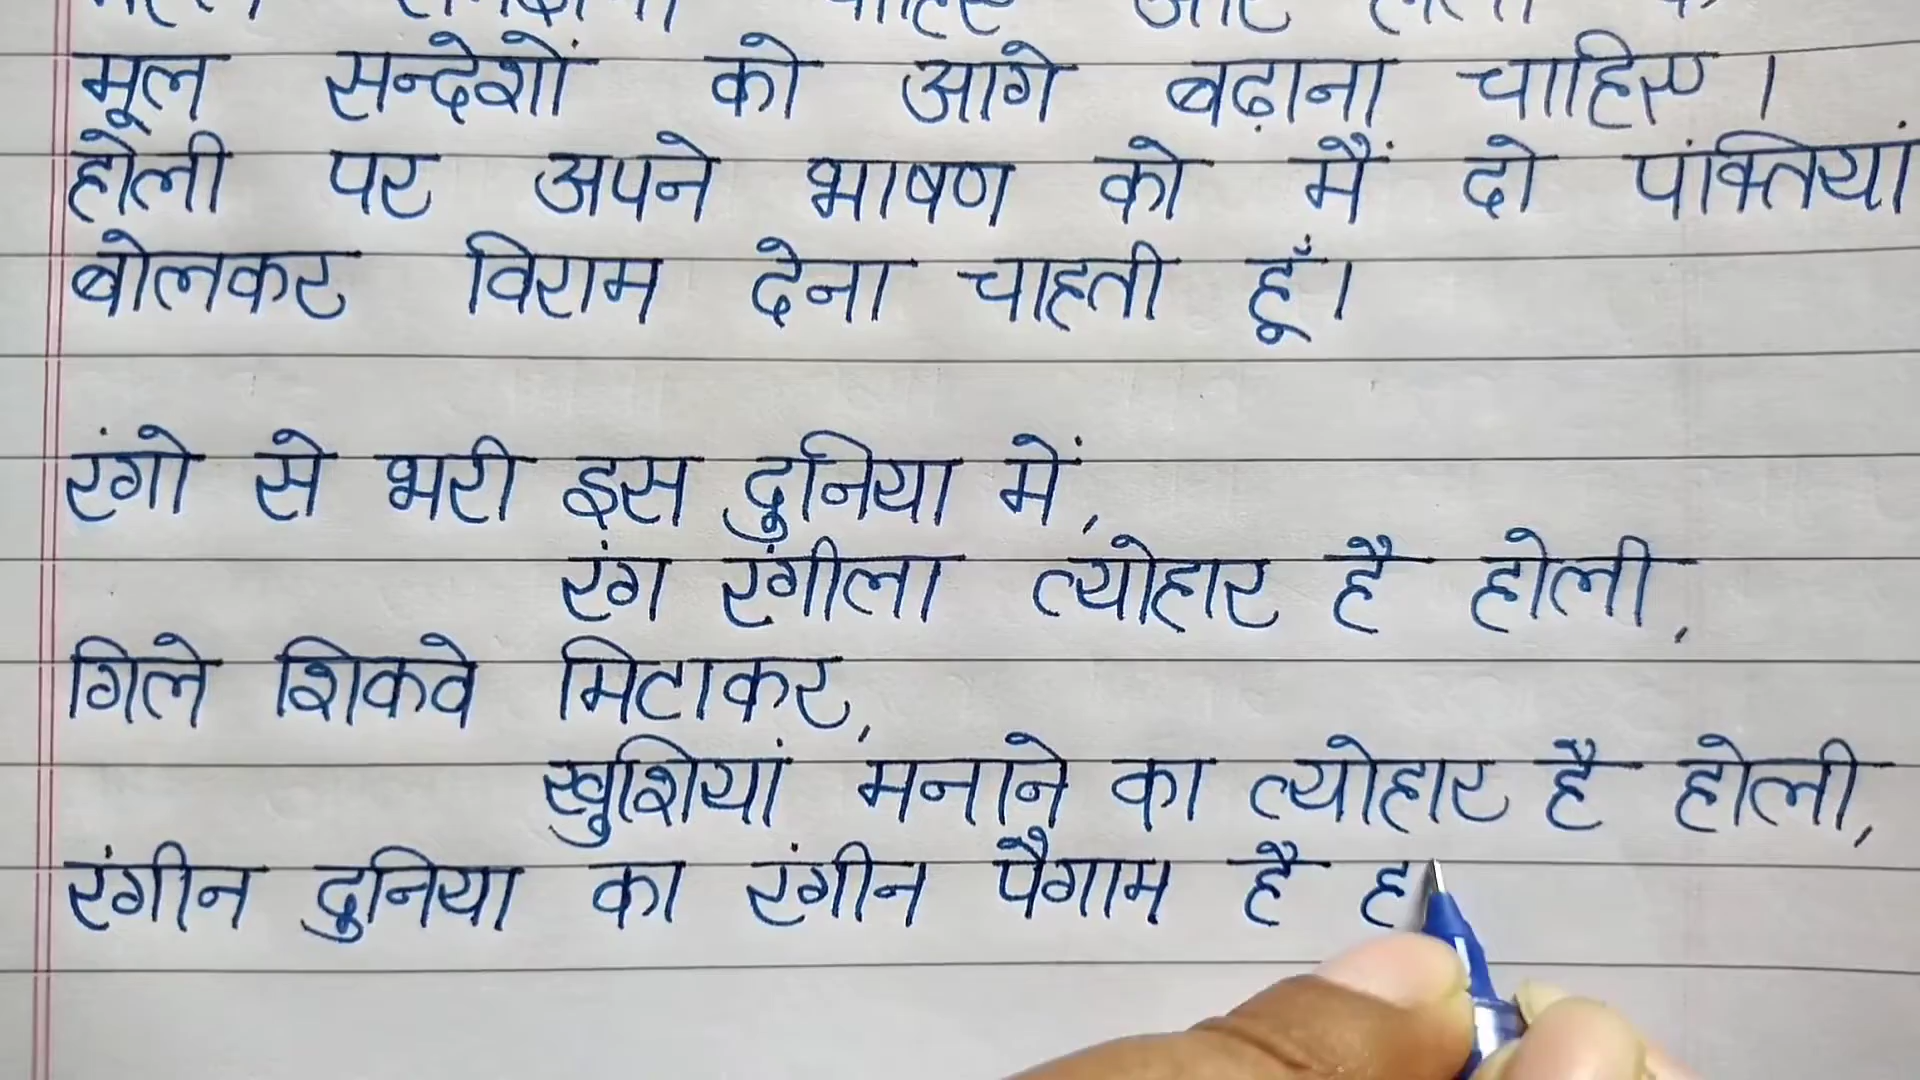 मूल सन्देशों को आगे बढ़ाना चाहिए ।
होली पर अपने भाषण को मैं दो पंक्तियां
बोलकर विराम देना चाहती हूँ।
रंगो से भरी इस दुनिया में,
रंग रंगीला त्योहार है होली,
गिले शिकवे मिटाकर,
खुशियां मनाने का त्योहार है होली,
रंगीन दुनिया का रंगीन पैगाम है ह